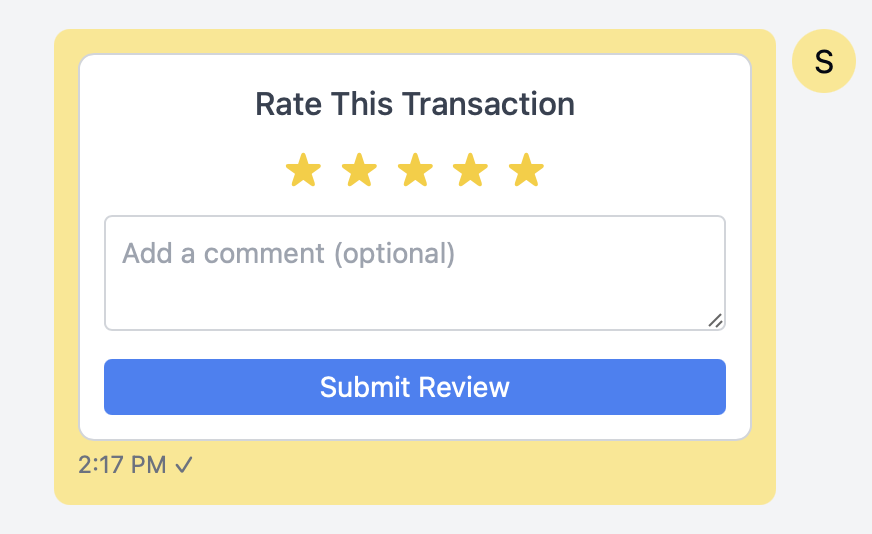 S
Rate This Transaction
Add a comment (optional)
Submit Review
2:17 PM ✓